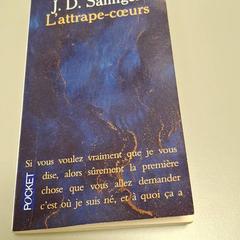 J. D. Salinger
L'attrape-cœurs
Si vous voulez vraiment que je vous
dise, alors sûrement la première
chose que vous allez demander
c'est où je suis né, et à quoi ça a
POCKET